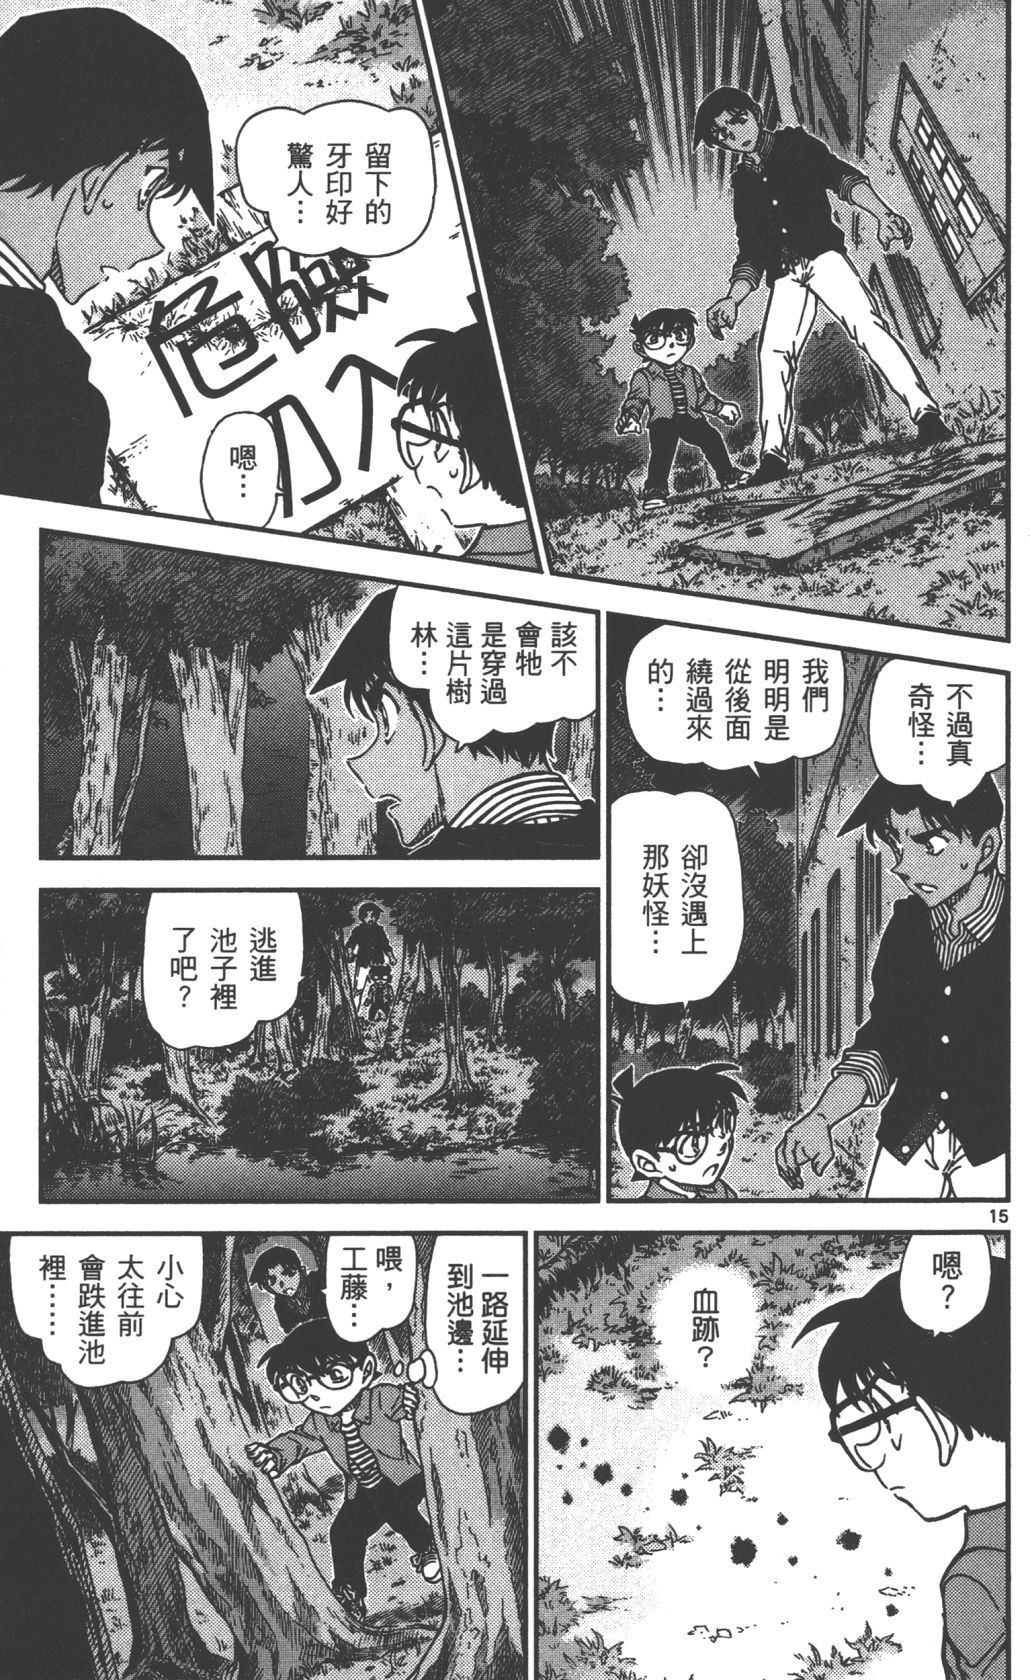 留下的
牙印好
驚人…
危險
切入
嗯…
不過真
奇怪…
我們
明明是
從後面
繞過來
的…
卻沒遇上
那妖怪…
該不
會牠
是穿過
這片樹
林…
逃進
池子裡
了吧?
15
嗯?
血跡?
一路延伸
到池邊…
喂,
工藤…
小心
太往前
會跌進池
裡……